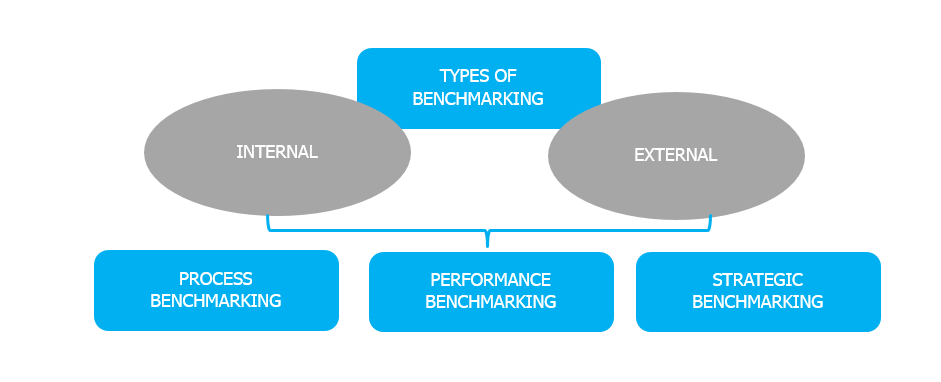 TYPES OF
BENCHMARKING
INTERNAL
EXTERNAL
PROCESS
BENCHMARKING
PERFORMANCE
BENCHMARKING
STRATEGIC
BENCHMARKING